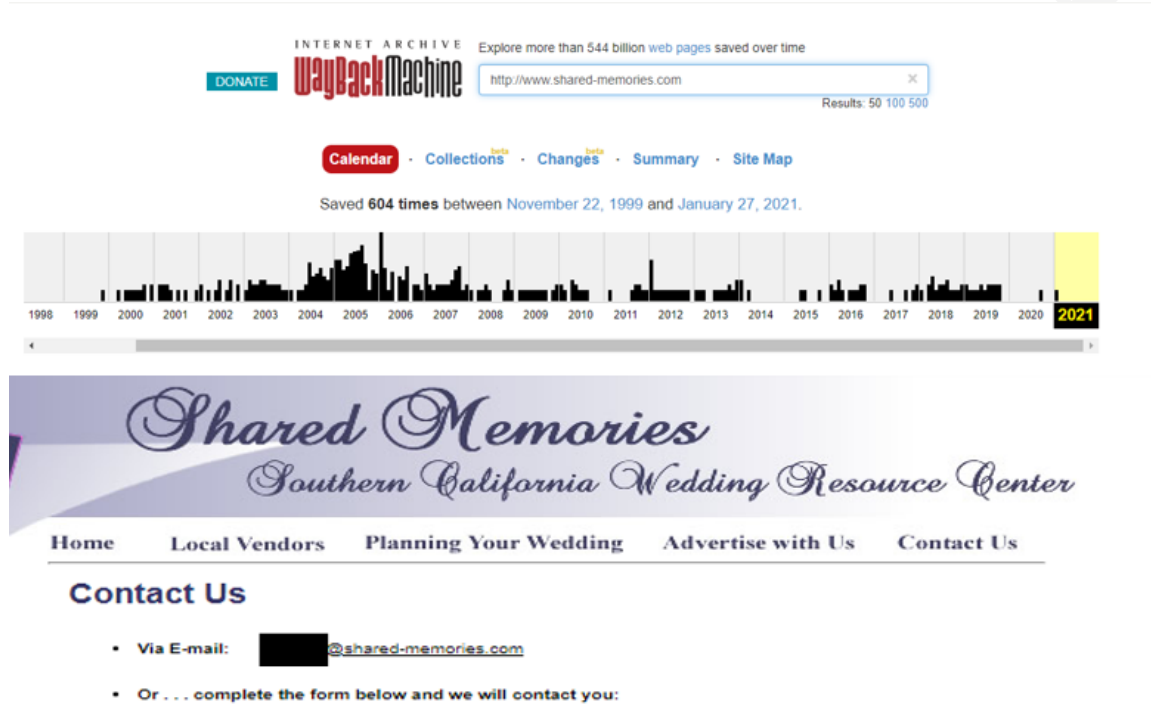 INTERNET ARCHIVE
WayBackMachine
Explore more than 544 billion web pages saved over time
DONATE
http://www.shared-memories.com ×
Results: 50 100 500
Calendar · Collections beta · Changes beta · Summary · Site Map
Saved 604 times between November 22, 1999 and January 27, 2021.
1998 1999 2000 2001 2002 2003 2004 2005 2006 2007 2008 2009 2010 2011 2012 2013 2014 2015 2016 2017 2018 2019 2020 2021
Shared Memories
Southern California Wedding Resource Center
Home Local Vendors Planning Your Wedding Advertise with Us Contact Us
Contact Us
• Via E-mail: @shared-memories.com
• Or . . . complete the form below and we will contact you: